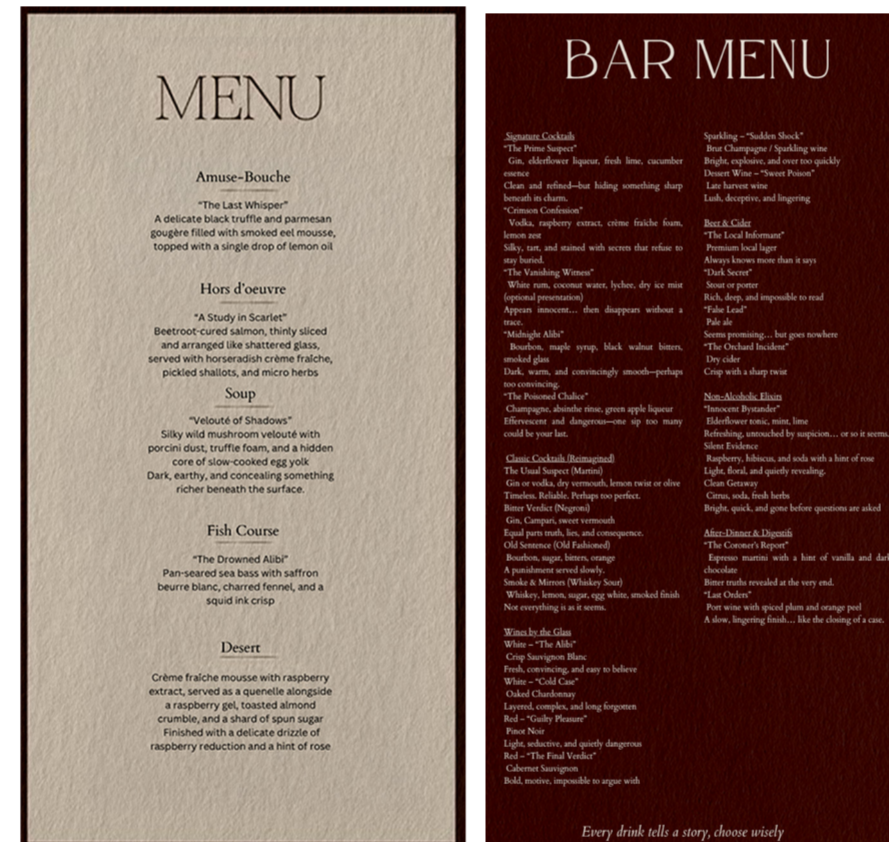 MENU
Amuse-Bouche
“The Last Whisper”
A delicate black truffle and parmesan
gougère filled with smoked eel mousse,
topped with a single drop of lemon oil
Hors d'oeuvre
“A Study in Scarlet”
Beetroot-cured salmon, thinly sliced
and arranged like shattered glass,
served with horseradish crème fraîche,
pickled shallots, and micro herbs
Soup
“Velouté of Shadows”
Silky wild mushroom velouté with
porcini dust, truffle foam, and a hidden
core of slow-cooked egg yolk
Dark, earthy, and concealing something
richer beneath the surface.
Fish Course
“The Drowned Alibi”
Pan-seared sea bass with saffron
beurre blanc, charred fennel, and a
squid ink crisp
Desert
Crème fraîche mousse with raspberry
extract, served as a quenelle alongside
a raspberry gel, toasted almond
crumble, and a shard of spun sugar
Finished with a delicate drizzle of
raspberry reduction and a hint of rose
BAR MENU
Signature Cocktails
“The Prime Suspect”
Gin, elderflower liqueur, fresh lime, cucumber
essence
Clean and refined—but hiding something sharp
beneath its charm.
“Crimson Confession”
Vodka, raspberry extract, crème fraîche foam,
lemon zest
Silky, tart, and stained with secrets that refuse to
stay buried.
“The Vanishing Witness”
White rum, coconut water, lychee, dry ice mist
(optional presentation)
Appears innocent… then disappears without a
trace.
“Midnight Alibi”
Bourbon, maple syrup, black walnut bitters,
smoked glass
Dark, warm, and convincingly smooth—perhaps
too convincing.
“The Poisoned Chalice”
Champagne, absinthe rinse, green apple liqueur
Effervescent and dangerous—one sip too many
could be your last.
Classic Cocktails (Reimagined)
The Usual Suspect (Martini)
Gin or vodka, dry vermouth, lemon twist or olive
Timeless. Reliable. Perhaps too perfect.
Bitter Verdict (Negroni)
Gin, Campari, sweet vermouth
Equal parts truth, lies, and consequence.
Old Sentence (Old Fashioned)
Bourbon, sugar, bitters, orange
A punishment served slowly.
Smoke & Mirrors (Whiskey Sour)
Whiskey, lemon, sugar, egg white, smoked finish
Not everything is as it seems.
Wines by the Glass
White – “The Alibi”
Crisp Sauvignon Blanc
Fresh, convincing, and easy to believe
White – “Cold Case”
Oaked Chardonnay
Layered, complex, and long forgotten
Red – “Guilty Pleasure”
Pinot Noir
Light, seductive, and quietly dangerous
Red – “The Final Verdict”
Cabernet Sauvignon
Bold, motive, impossible to argue with
Sparkling – “Sudden Shock”
Brut Champagne / Sparkling wine
Bright, explosive, and over too quickly
Dessert Wine – “Sweet Poison”
Late harvest wine
Lush, deceptive, and lingering
Beer & Cider
“The Local Informant”
Premium local lager
Always knows more than it says
“Dark Secret”
Stout or porter
Rich, deep, and impossible to read
“False Lead”
Pale ale
Seems promising… but goes nowhere
“The Orchard Incident”
Dry cider
Crisp with a sharp twist
Non-Alcoholic Elixirs
“Innocent Bystander”
Elderflower tonic, mint, lime
Refreshing, untouched by suspicion… or so it seems.
Silent Evidence
Raspberry, hibiscus, and soda with a hint of rose
Light, floral, and quietly revealing.
Clean Getaway
Citrus, soda, fresh herbs
Bright, quick, and gone before questions are asked
After-Dinner & Digestifs
“The Coroner's Report”
Espresso martini with a hint of vanilla and dark
chocolate
Bitter truths revealed at the very end.
“Last Orders”
Port wine with spiced plum and orange peel
A slow, lingering finish… like the closing of a case.
Every drink tells a story, choose wisely